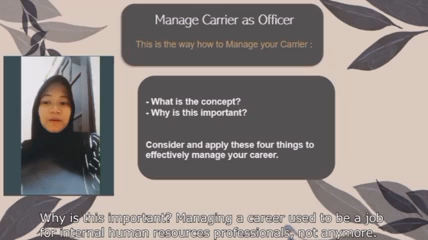 Manage Carrier as Officer
This is the way how to Manage your Carrier :
- What is the concept?
- Why is this important?
Consider and apply these four things to
effectively manage your career.
Why is this important? Managing a career used to be a job
for internal human resources professionals, not anymore.